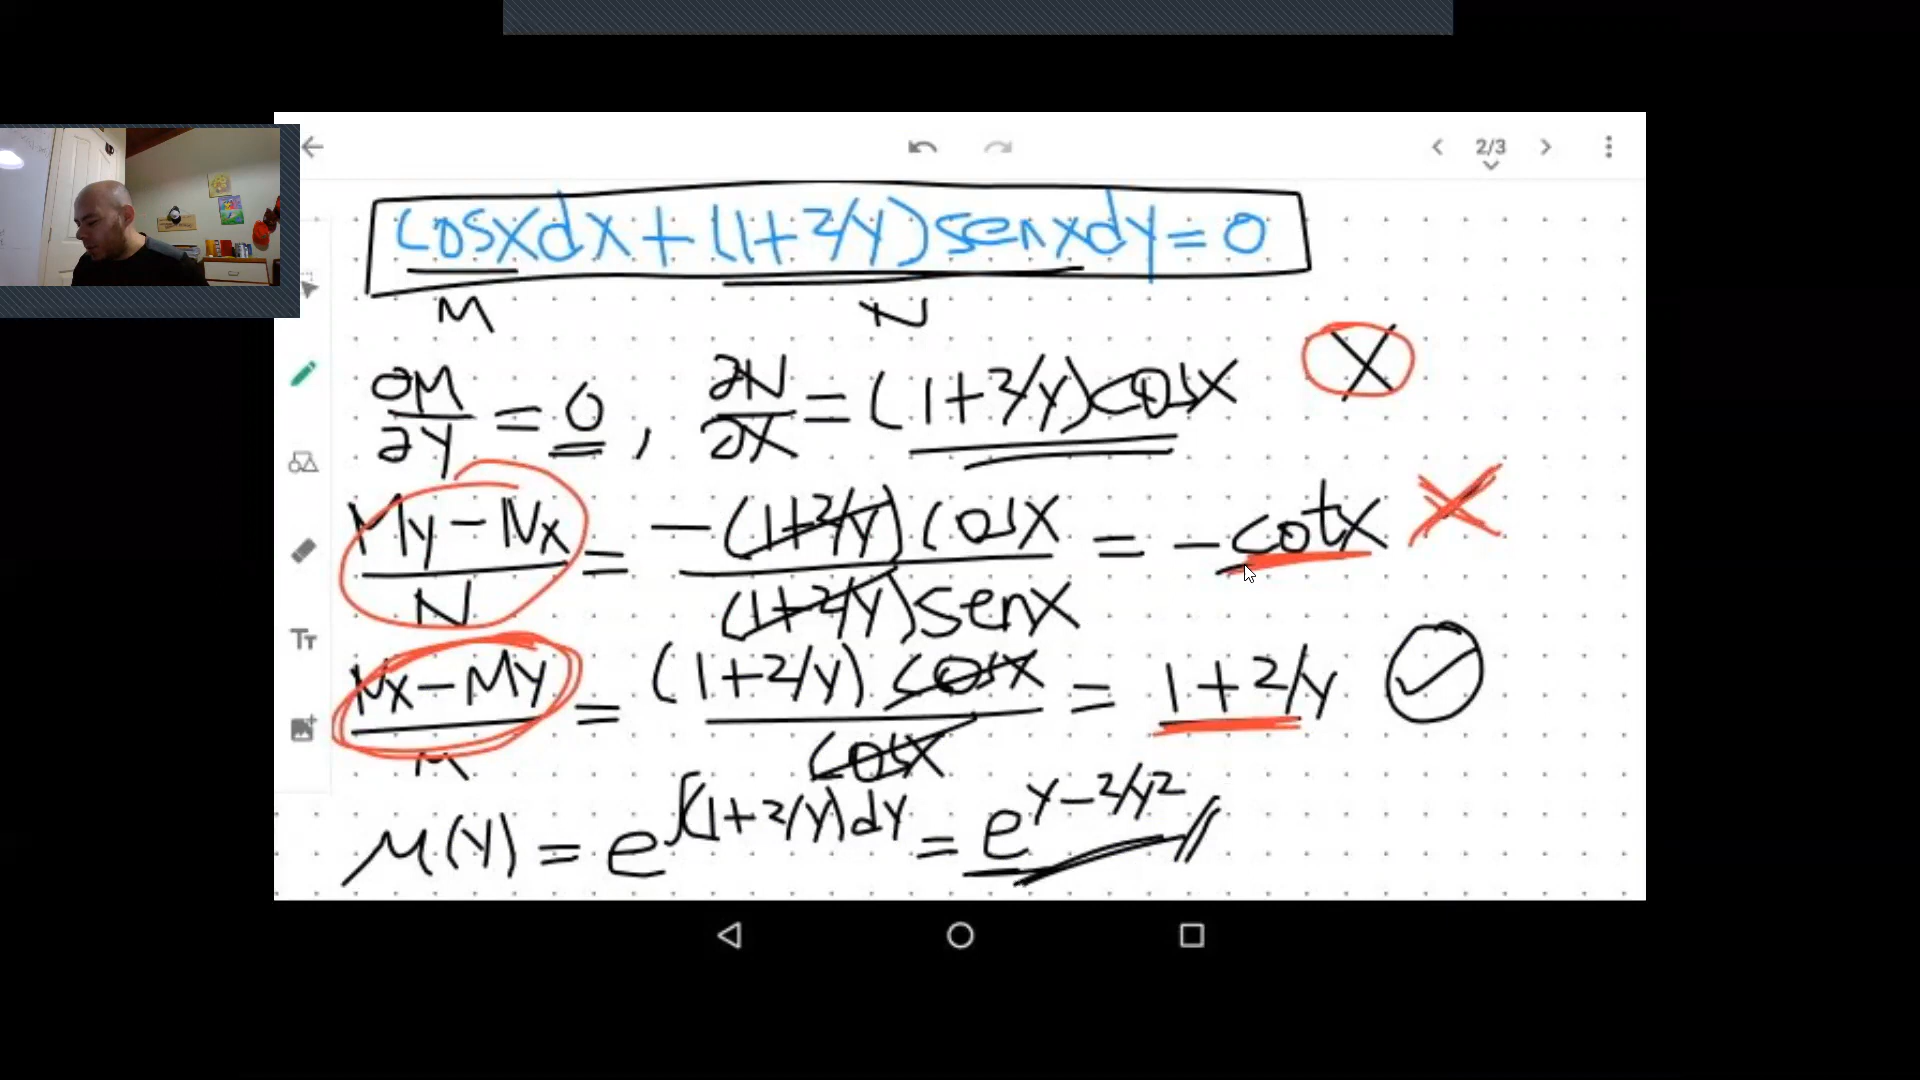 2/3
cosxdx+(1+2/y)senxdy=0
M N
∂M/∂y = 0, ∂N/∂x = (1+2/y)cosx X
(My-Nx)/N = -(1+2/y)cosx/(1+2/y)senx = -cotx X
(Nx-My)/M = (1+2/y)cosx/cosx = 1+2/y ✓
μ(y) = e^∫(1+2/y)dy = e^y-2/y² //
Tт